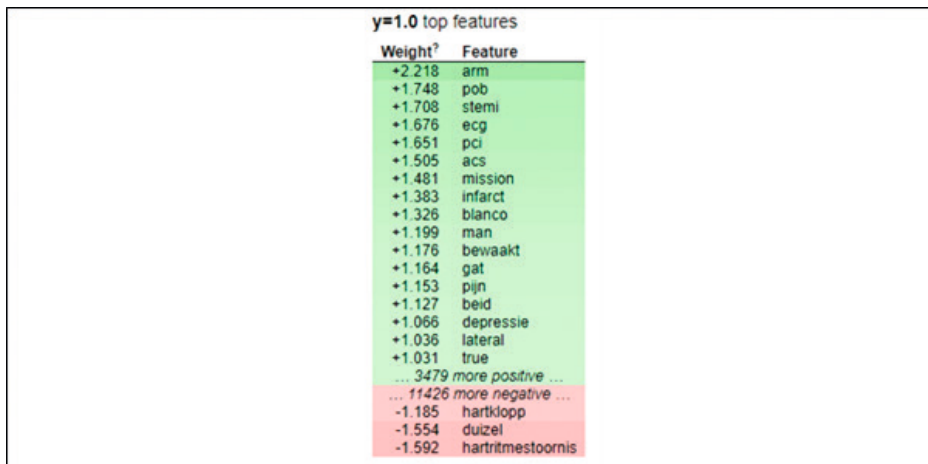 y=1.0 top features
Weight? Feature
+2.218 arm
+1.748 pob
+1.708 stemi
+1.676 ecg
+1.651 pci
+1.505 acs
+1.481 mission
+1.383 infarct
+1.326 blanco
+1.199 man
+1.176 bewaakt
+1.164 gat
+1.153 pijn
+1.127 beid
+1.066 depressie
+1.036 lateral
+1.031 true
… 3479 more positive …
… 11426 more negative …
-1.185 hartklopp
-1.554 duizel
-1.592 hartritmestoornis